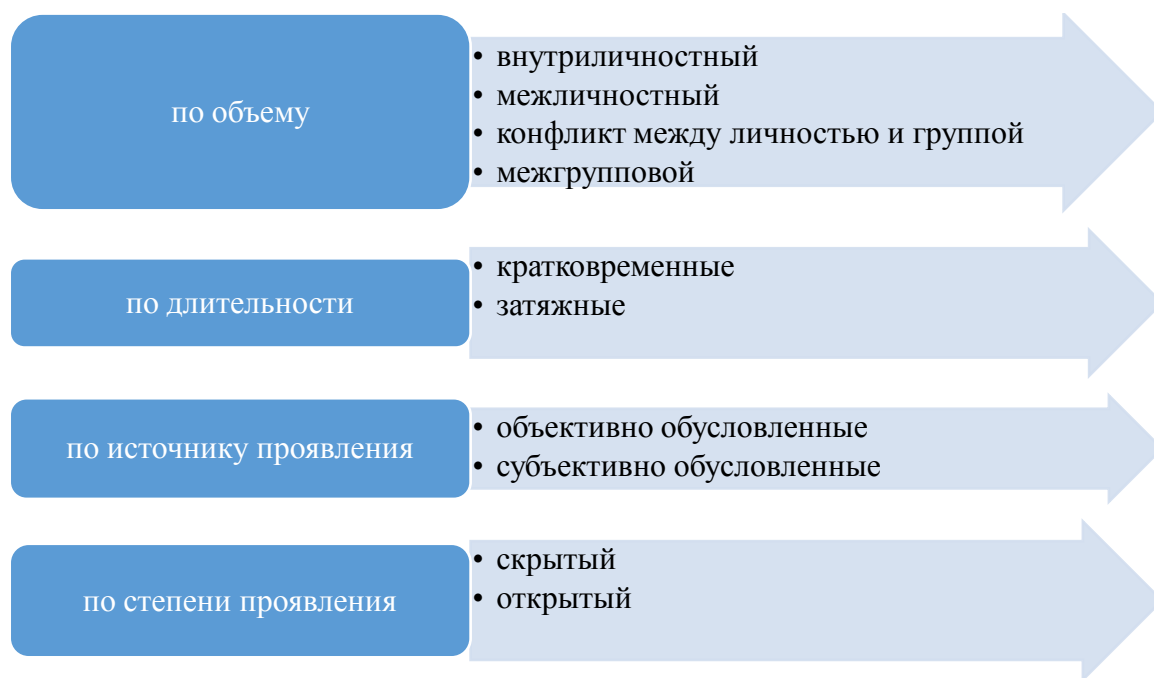 по объему
• внутриличностный
• межличностный
• конфликт между личностью и группой
• межгрупповой
по длительности
• кратковременные
• затяжные
по источнику проявления
• объективно обусловленные
• субъективно обусловленные
по степени проявления
• скрытый
• открытый